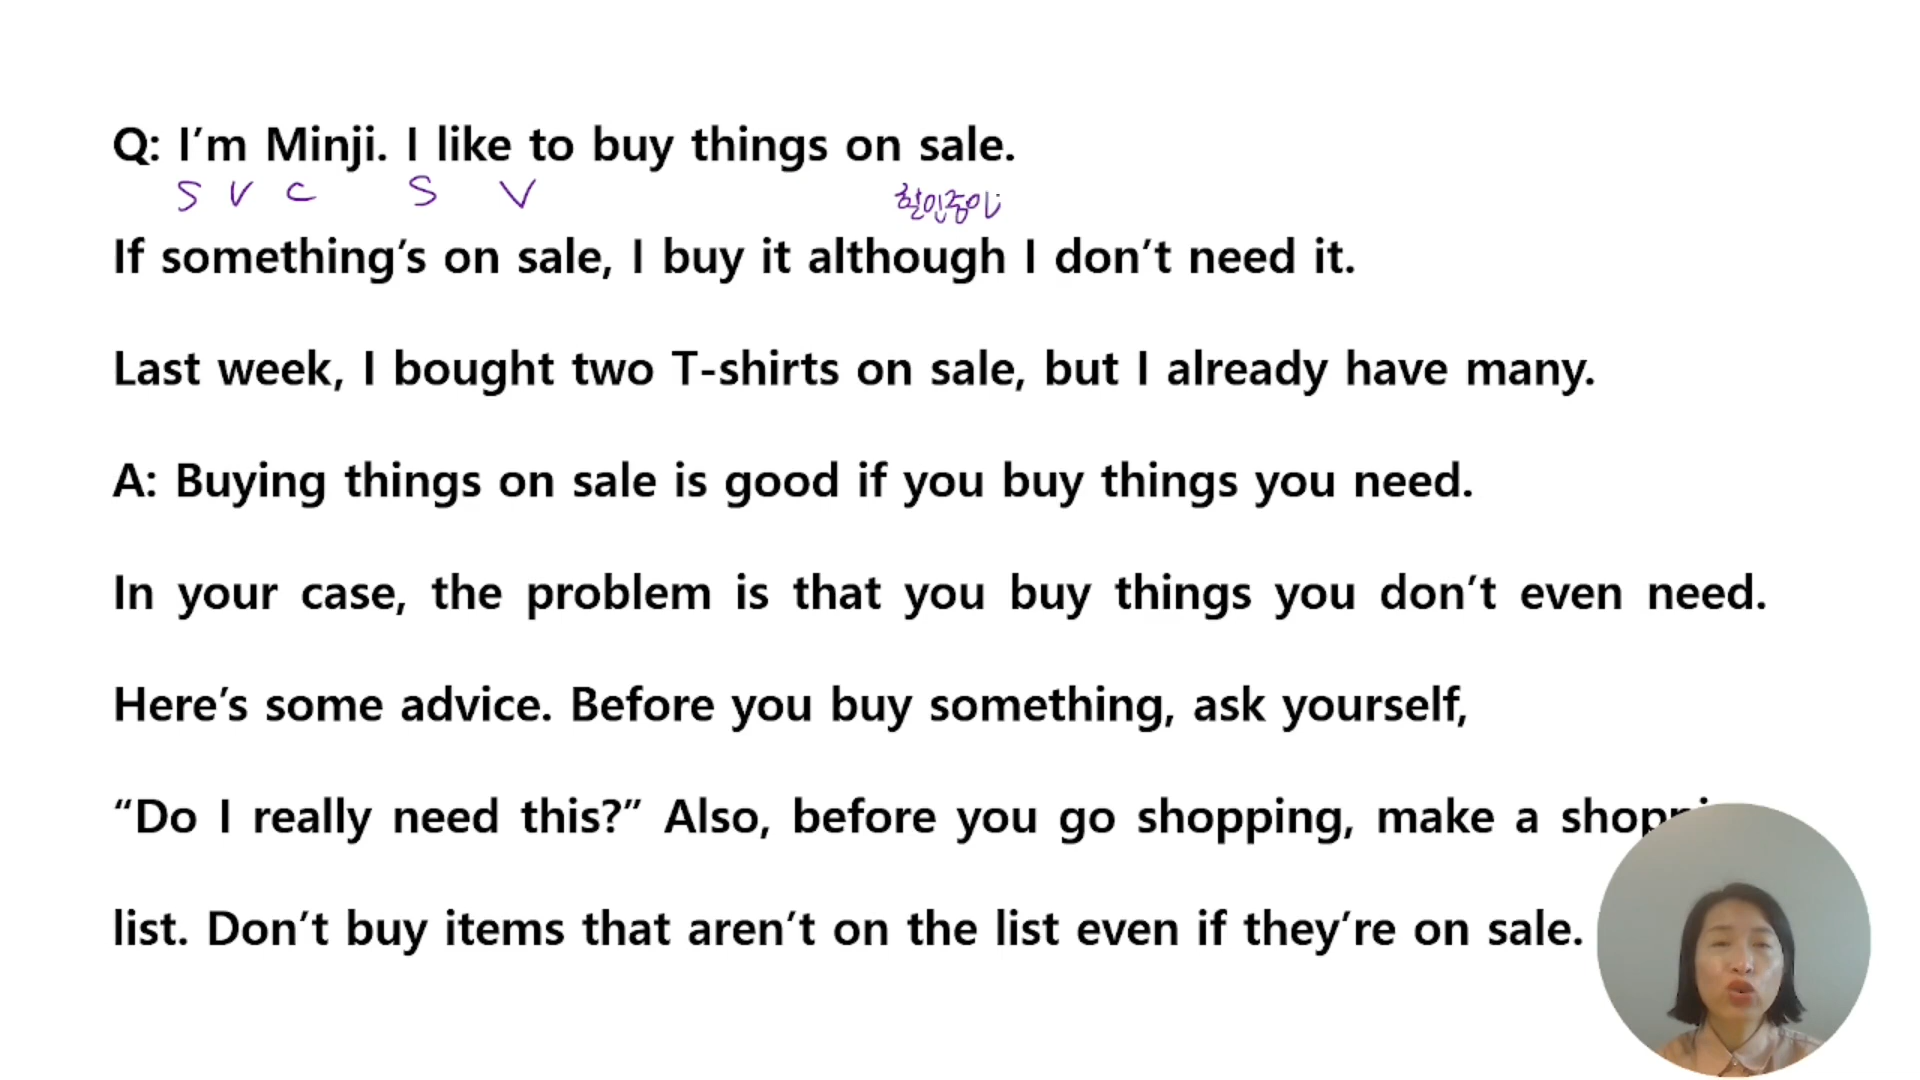 Q: I’m Minji. I like to buy things on sale.
S V C S V 할인중이
If something’s on sale, I buy it although I don’t need it.
Last week, I bought two T-shirts on sale, but I already have many.
A: Buying things on sale is good if you buy things you need.
In your case, the problem is that you buy things you don’t even need.
Here’s some advice. Before you buy something, ask yourself,
“Do I really need this?” Also, before you go shopping, make a
list. Don’t buy items that aren’t on the list even if they’re on sale.